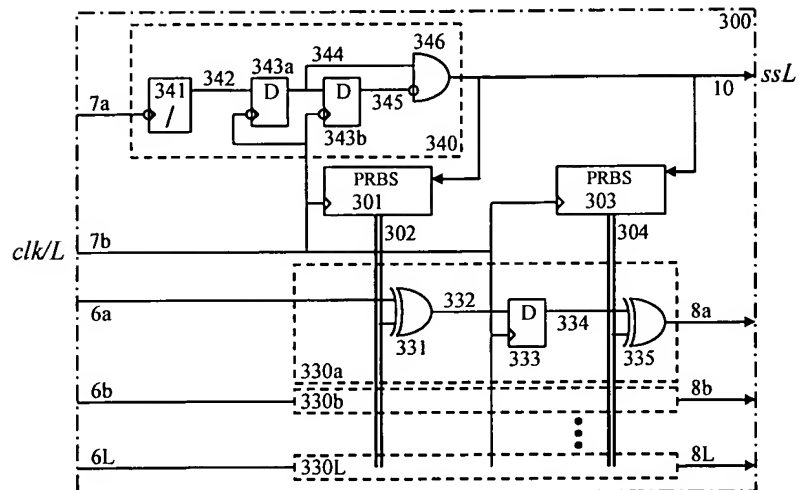 300
346
344
343a
341
342
D
D
345
ssL
7a
/
10
343b
340
PRBS
301
PRBS
303
302
304
clk/L
7b
332
D
334
8a
6a
331
333
335
330a
6b
330b
8b
6L
330L
8L